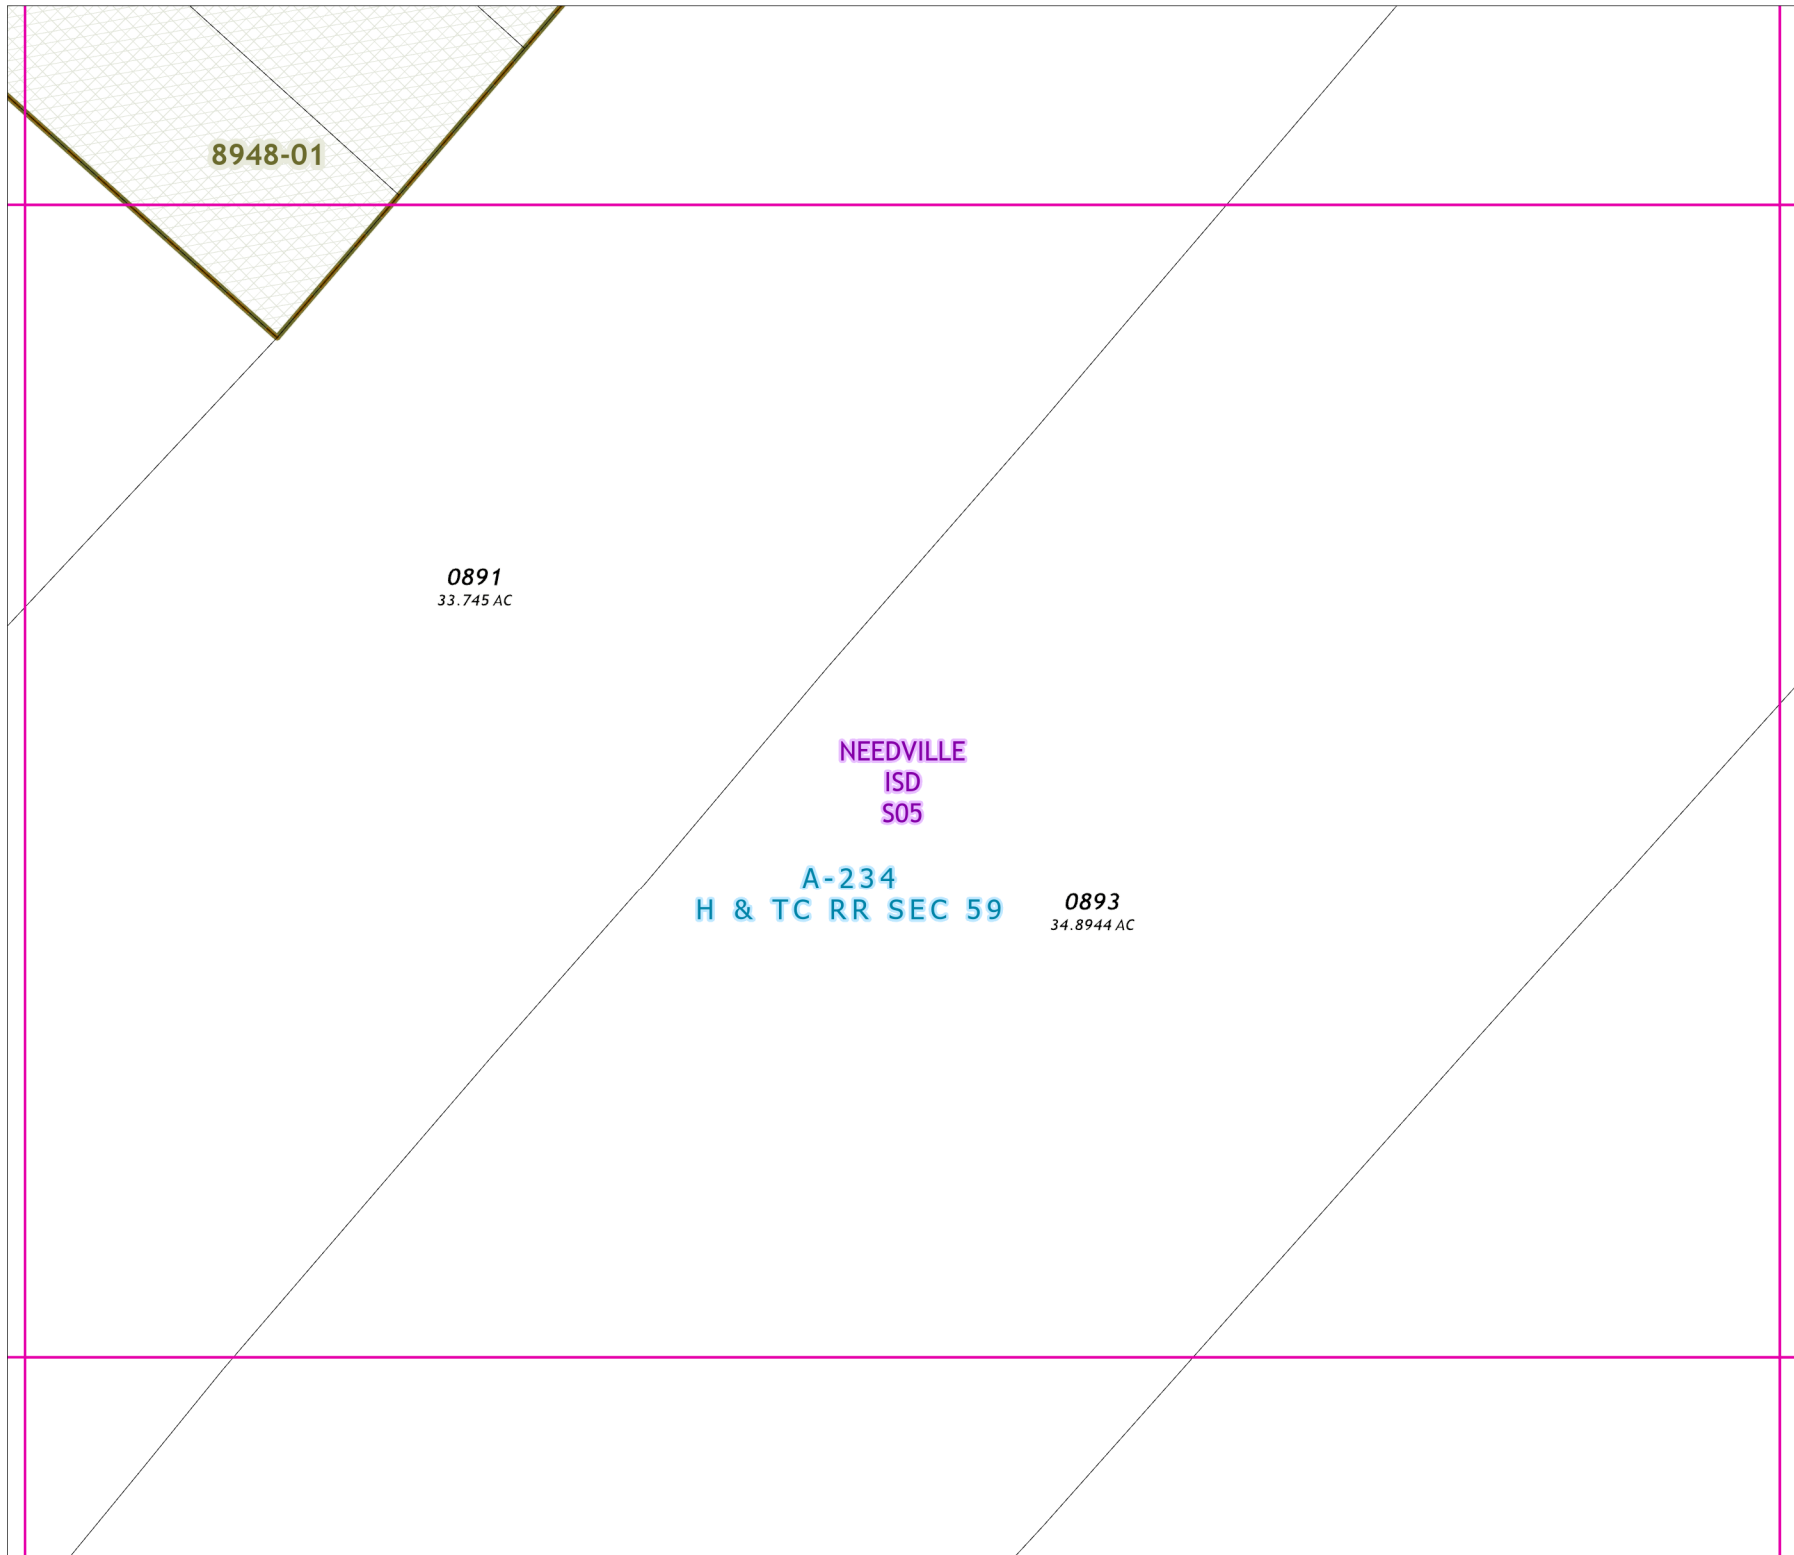 8948-01
0891
33.745 AC
NEEDVILLE
ISD
S05
A-234
H & TC RR SEC 59
0893
34.8944 AC